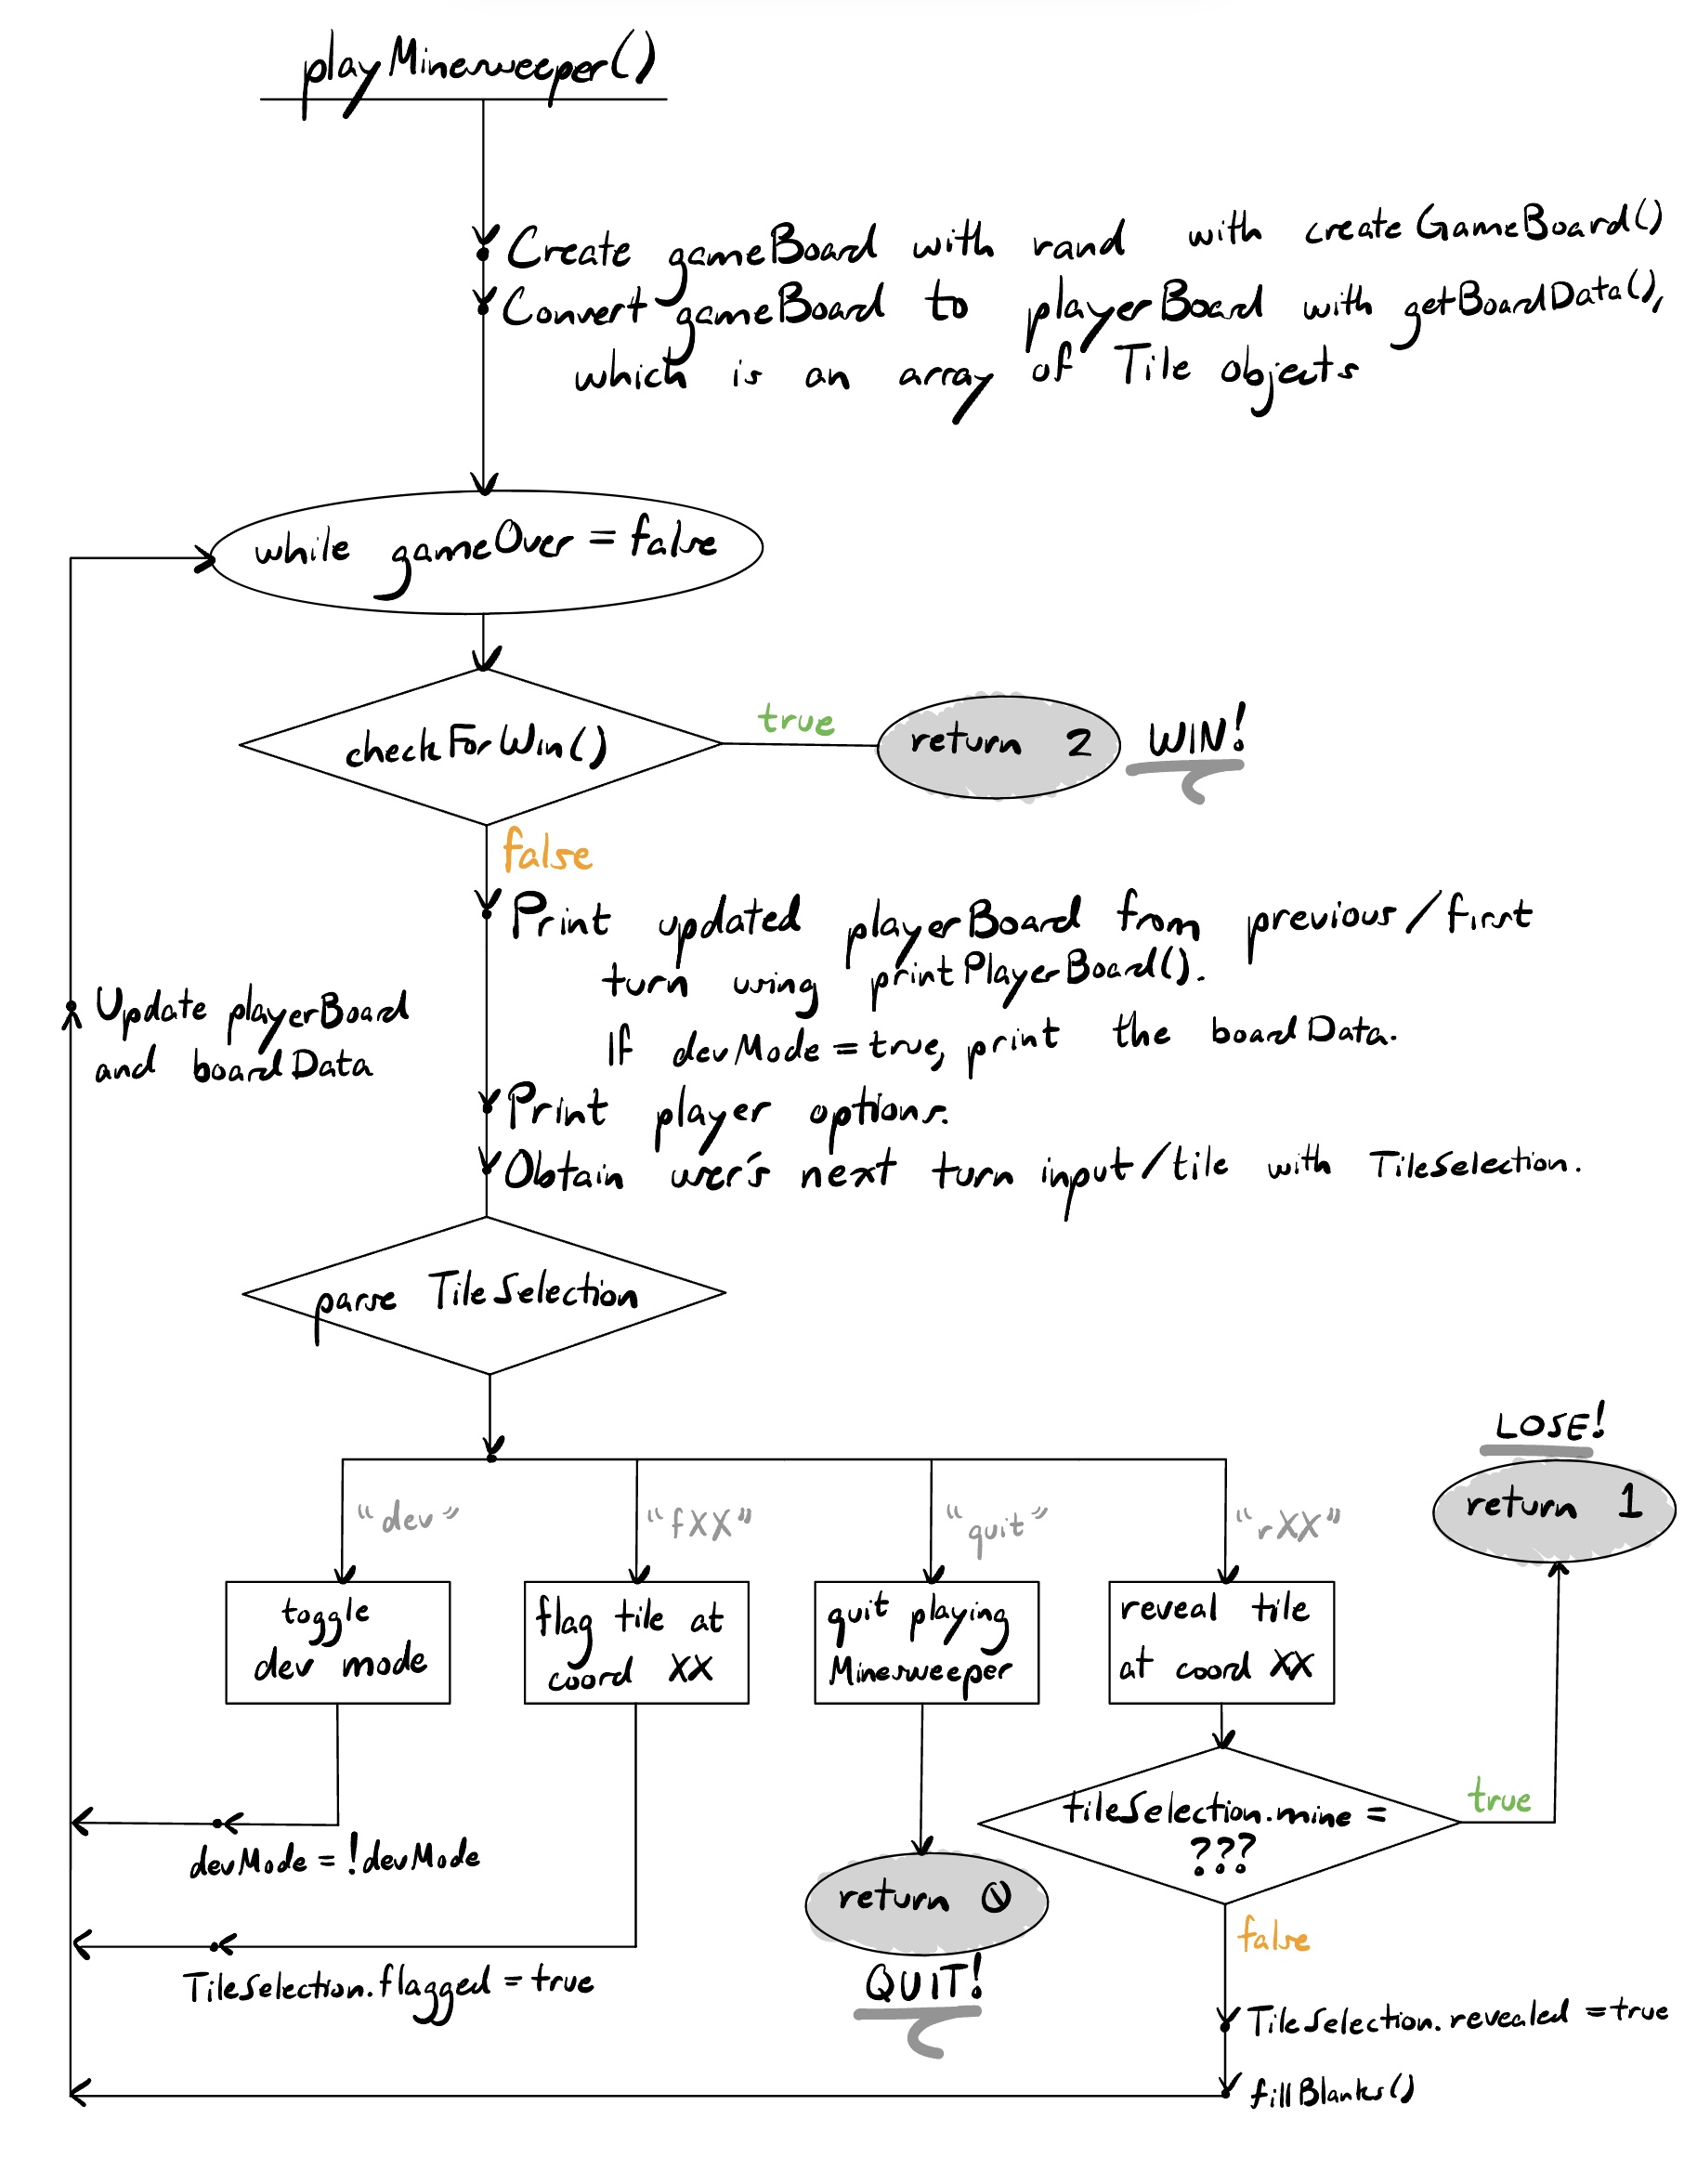 playMinesweeper()
Create gameBoard with rand with createGameBoard()
Convert gameBoard to playerBoard with getBoardData(),
which is an array of Tile objects
while gameOver = false
checkForWin()
true
return 2
WIN!
false
Print updated playerBoard from previous/first
turn using printPlayerBoard().
If devMode = true, print the boardData.
Update playerBoard
and boardData
Print player options.
Obtain user's next turn input/tile with TileSelection.
parse TileSelection
LOSE!
return 1
"dev"
"fXX"
"quit"
"rXX"
toggle
dev mode
flag tile at
coord XX
quit playing
Minesweeper
reveal tile
at coord XX
tileSelection.mine =
???
true
devMode = !devMode
return 0
QUIT!
false
TileSelection.flagged = true
TileSelection.revealed = true
fillBlanks()